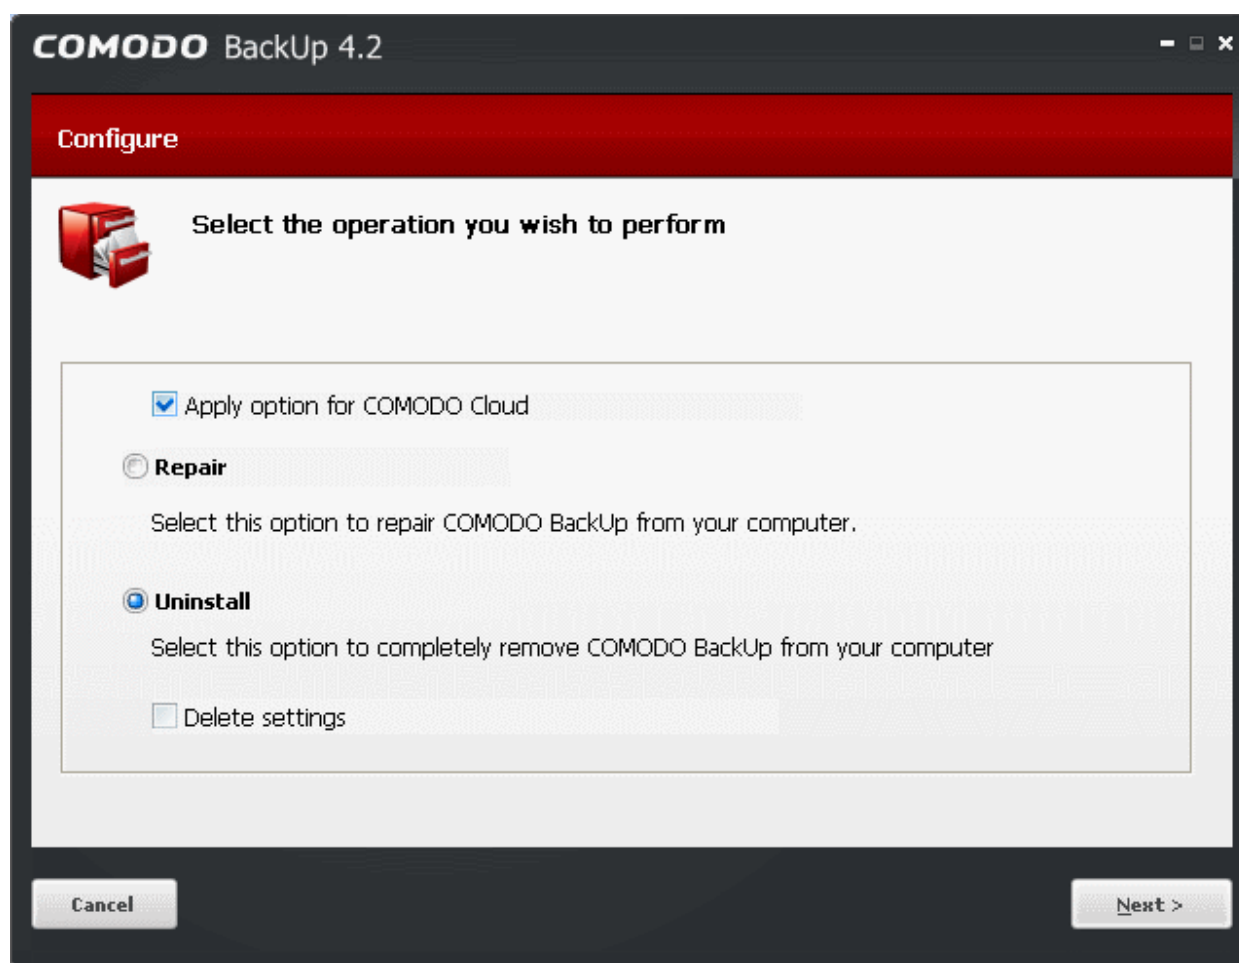 COMODO BackUp 4.2
Configure
Select the operation you wish to perform
Apply option for COMODO Cloud
Repair
Select this option to repair COMODO BackUp from your computer.
Uninstall
Select this option to completely remove COMODO BackUp from your computer
Delete settings
Cancel
Next >